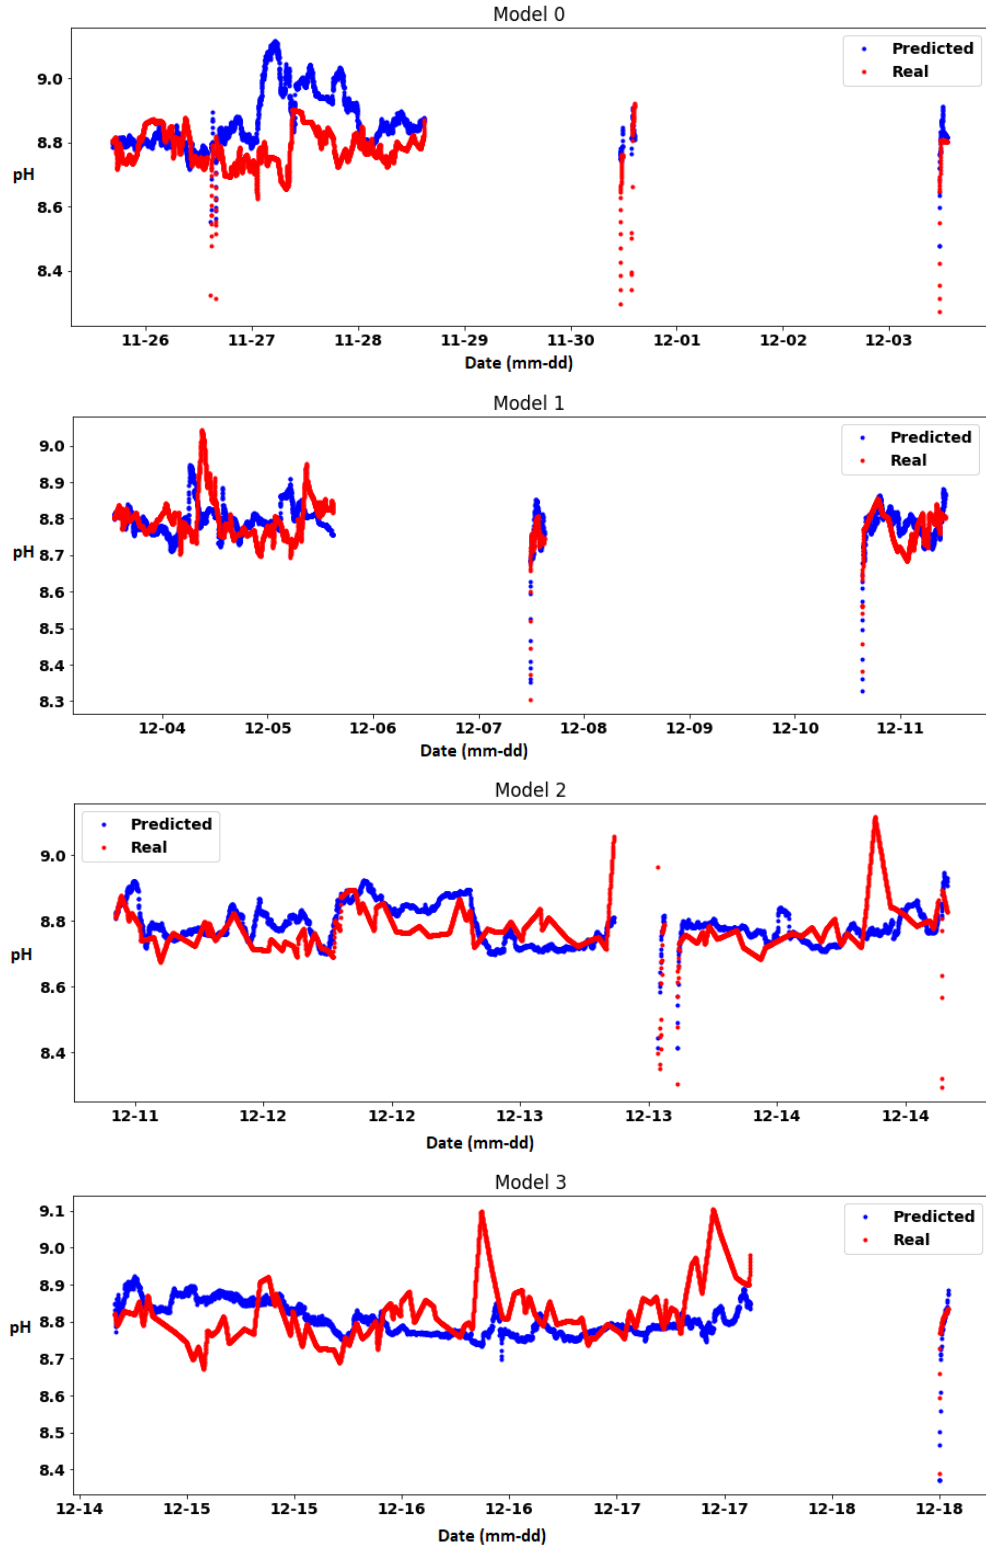 Model 0
Predicted
Real
9.0
8.8
pH
8.6
8.4
11-26 11-27 11-28 11-29 11-30 12-01 12-02 12-03
Date (mm-dd)
Model 1
Predicted
Real
9.0
8.9
8.8
pH
8.7
8.6
8.5
8.4
8.3
12-04 12-05 12-06 12-07 12-08 12-09 12-10 12-11
Date (mm-dd)
Model 2
Predicted
Real
9.0
8.8
pH
8.6
8.4
12-11 12-12 12-12 12-13 12-13 12-14 12-14
Date (mm-dd)
Model 3
Predicted
Real
9.1
9.0
8.9
8.8
pH
8.7
8.6
8.5
8.4
12-14 12-15 12-15 12-16 12-16 12-17 12-17 12-18 12-18
Date (mm-dd)